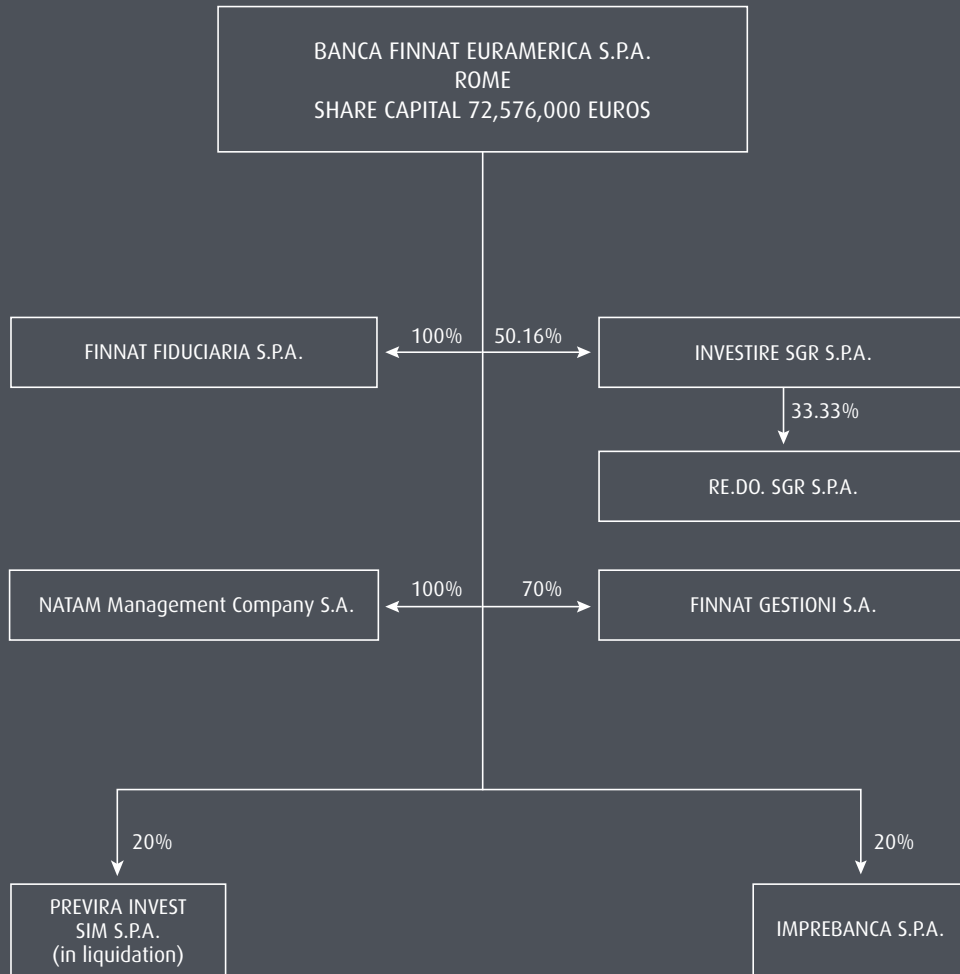 BANCA FINNAT EURAMERICA S.P.A.
ROME
SHARE CAPITAL 72,576,000 EUROS
FINNAT FIDUCIARIA S.P.A.
100%
50.16%
INVESTIRE SGR S.P.A.
33.33%
RE.DO. SGR S.P.A.
NATAM Management Company S.A.
100%
70%
FINNAT GESTIONI S.A.
20%
20%
PREVIRA INVEST
SIM S.P.A.
(in liquidation)
IMPREBANCA S.P.A.